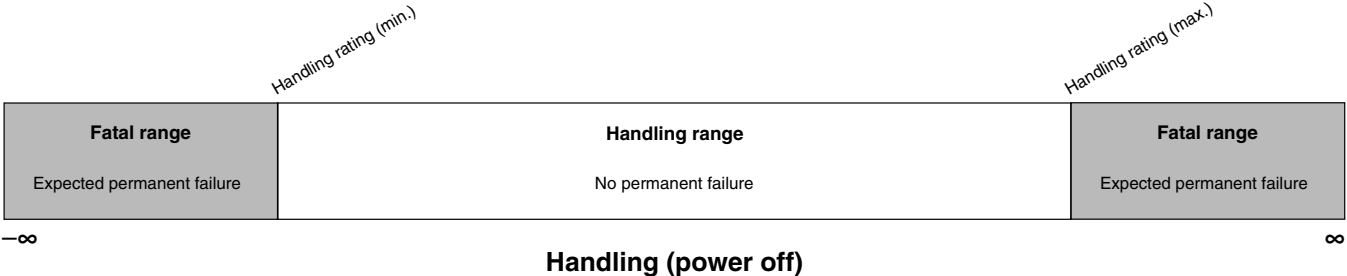 Handling rating (min.)
Handling rating (max.)
Fatal range
Handling range
Fatal range
Expected permanent failure
No permanent failure
Expected permanent failure
–∞
∞
Handling (power off)